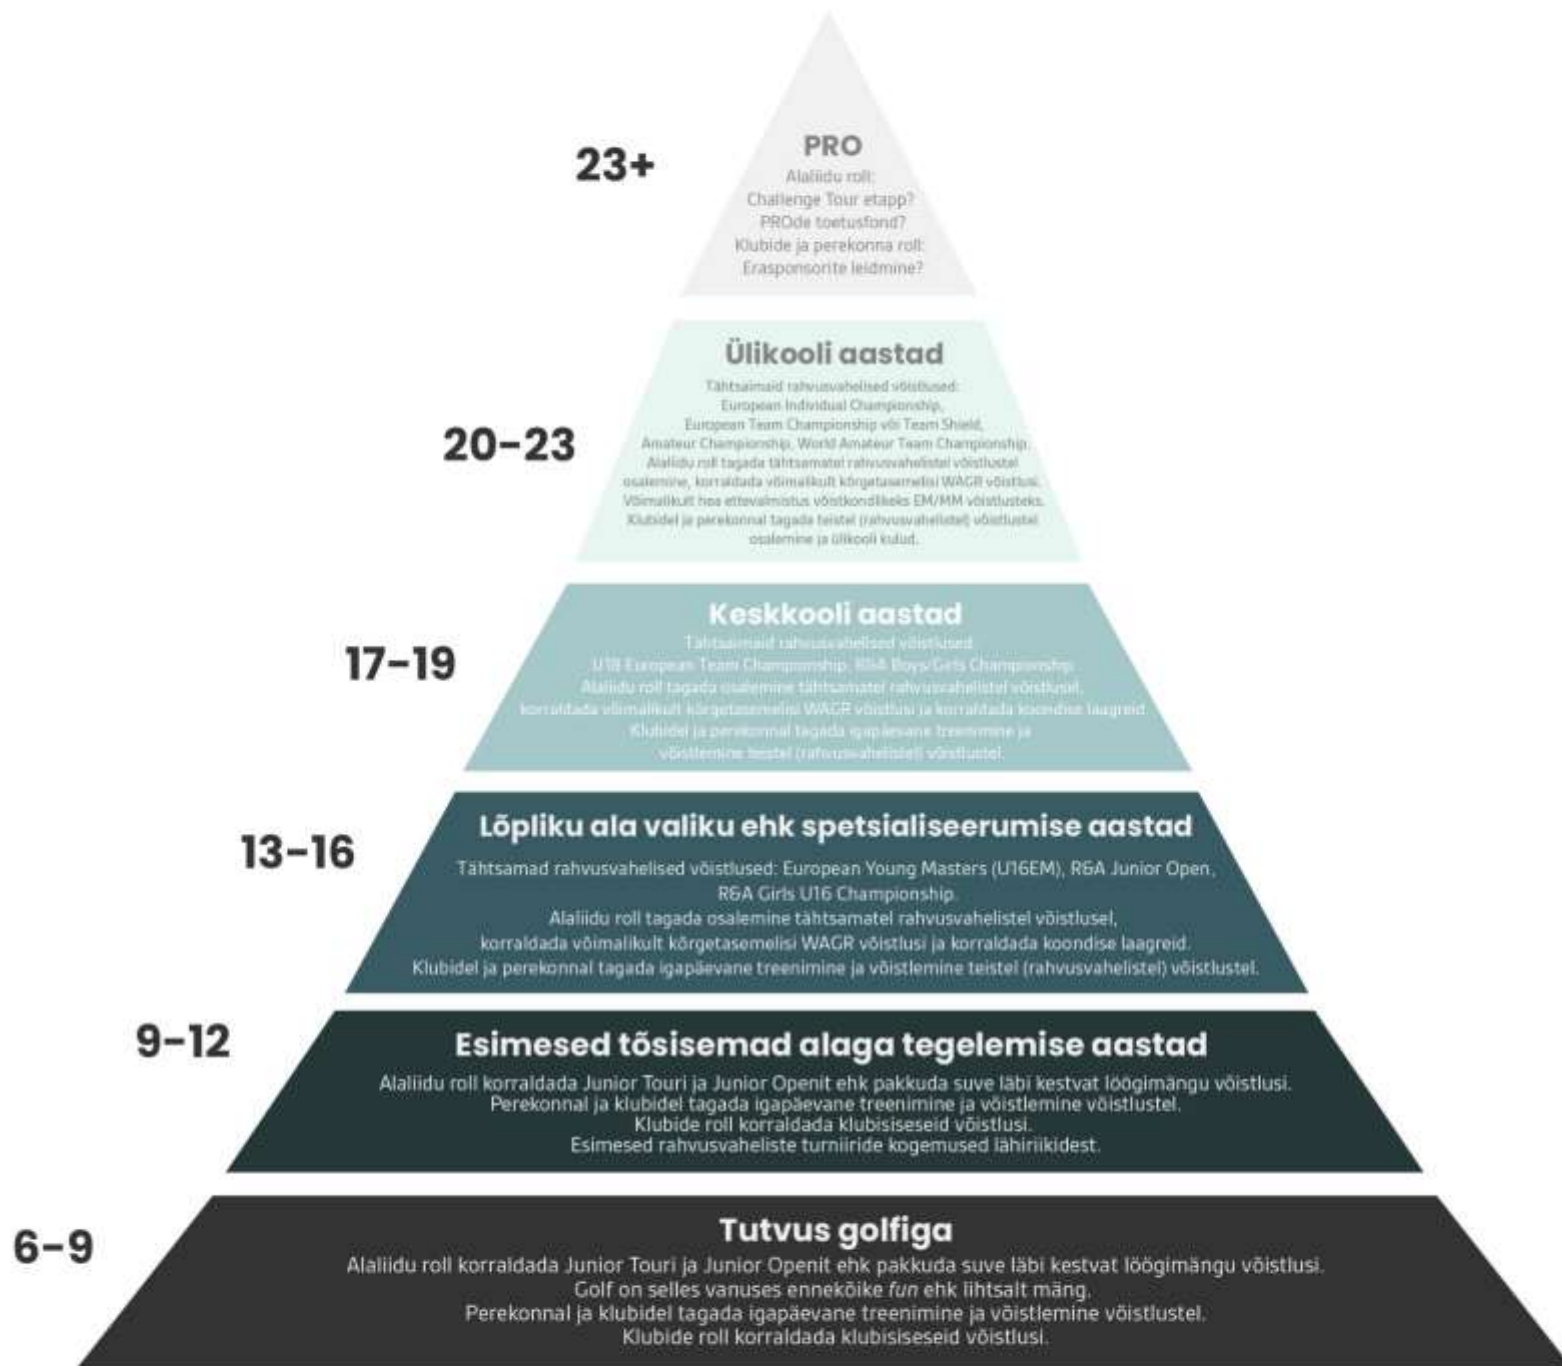 23+
PRO
Alaliidu roll:
Challenge Tour etapp?
PROde toetusfond?
Klubide ja perekonna roll:
Erasponsorite leidmine?
20-23
Ülikooli aastad
Tähtsaimaid rahvusvahelised võistlused:
European Individual Championship,
European Team Championship või Team Shield,
Amateur Championship, World Amateur Team Championship.
Alaliidu roll tagada tähtsamatel rahvusvahelistel võistlustel
osalemine, korraldada võimalikult kõrgetasemelisi WAGR võistlusi.
Võimalikult hea ettevalmistus võistkondlikeks EM/MM võistlusteks.
Klubidel ja perekonnal tagada teistel (rahvusvahelistel) võistlustel
osalemine ja ülikooli kulud.
17-19
Keskkooli aastad
Tähtsaimaid rahvusvahelised võistlused:
U18 European Team Championship, R&A Boys/Girls Championship
Alaliidu roll tagada osalemine tähtsamatel rahvusvahelistel võistlusel,
korraldada võimalikult kõrgetasemelisi WAGR võistlusi ja korraldada koondise laagreid.
Klubidel ja perekonnal tagada igapäevane treenimine ja
võistlemine teistel (rahvusvahelistel) võistlustel.
13-16
Lõpliku ala valiku ehk spetsialiseerumise aastad
Tähtsamad rahvusvahelised võistlused: European Young Masters (U16EM), R&A Junior Open,
R&A Girls U16 Championship.
Alaliidu roll tagada osalemine tähtsamatel rahvusvahelistel võistlusel,
korraldada võimalikult kõrgetasemelisi WAGR võistlusi ja korraldada koondise laagreid.
Klubidel ja perekonnal tagada igapäevane treenimine ja võistlemine teistel (rahvusvahelistel) võistlustel.
9-12
Esimesed tõsisemad alaga tegelemise aastad
Alaliidu roll korraldada Junior Touri ja Junior Openit ehk pakkuda suve läbi kestvat löögimängu võistlusi.
Perekonnal ja klubidel tagada igapäevane treenimine ja võistlemine võistlustel.
Klubide roll korraldada klubisiseseid võistlusi.
Esimesed rahvusvaheliste turniiride kogemused lähiriikidest.
6-9
Tutvus golfiga
Alaliidu roll korraldada Junior Touri ja Junior Openit ehk pakkuda suve läbi kestvat löögimängu võistlusi.
Golf on selles vanuses ennekõike fun ehk lihtsalt mäng.
Perekonnal ja klubidel tagada igapäevane treenimine ja võistlemine võistlustel.
Klubide roll korraldada klubisiseseid võistlusi.